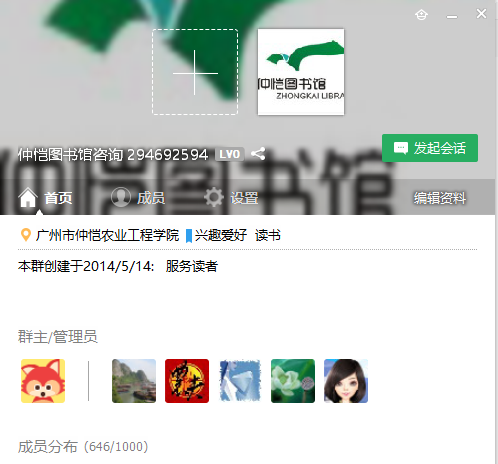 仲恺图书馆
ZHONGKAI LIBRA
仲恺图书馆咨询 294692594 LV0
发起会话
首页 成员 设置 编辑资料
广州市仲恺农业工程学院 兴趣爱好 读书
本群创建于2014/5/14: 服务读者
群主/管理员
成员分布 (646/1000)